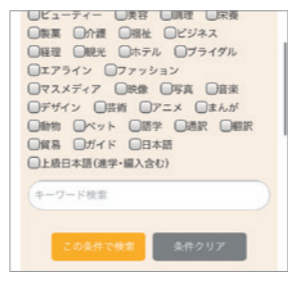 □ビューティー □美容 □調理 □栄養
□製菓 □介護 □福祉 □ビジネス
□経理 □観光 □ホテル □ブライダル
□エアライン □ファッション
□マスメディア □映像 □写真 □音楽
□デザイン □芸術 □アニメ □まんが
□動物 □ペット □語学 □通訳 □翻訳
□貿易 □ガイド □日本語
□上級日本語(進学・編入含む)
キーワード検索
この条件で検索 条件クリア